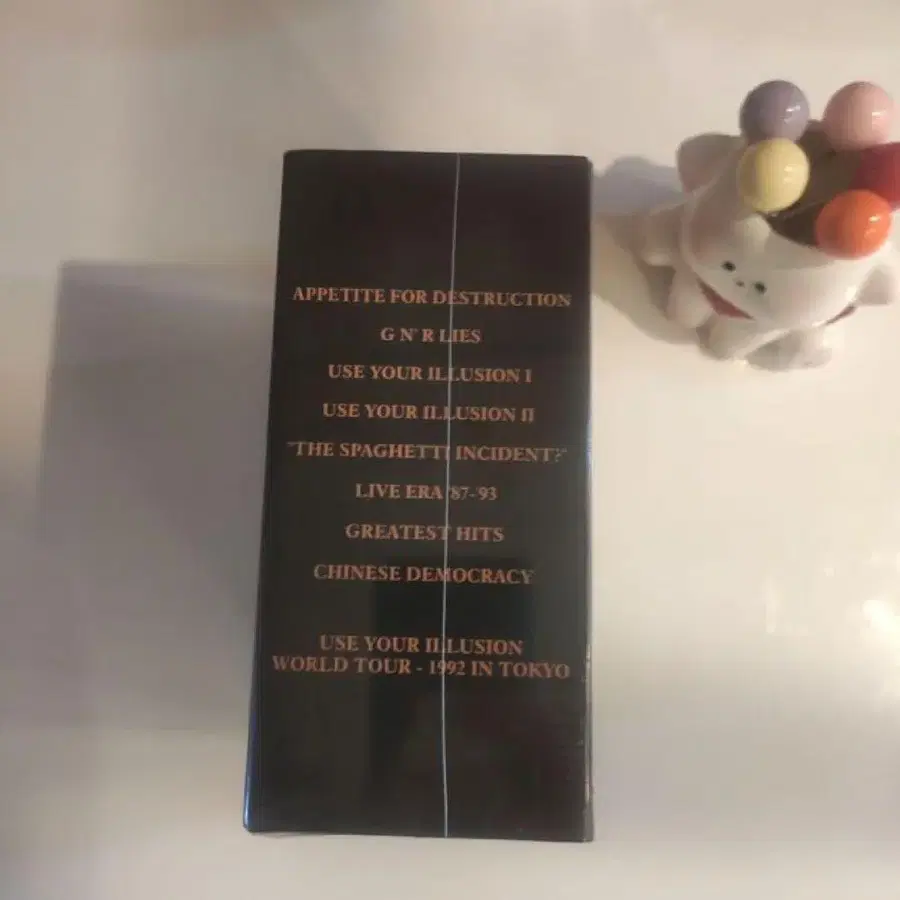 APPETITE FOR DESTRUCTION
G N' R LIES
USE YOUR ILLUSION I
USE YOUR ILLUSION II
"THE SPAGHETTI INCIDENT?"
LIVE ERA '87-'93
GREATEST HITS
CHINESE DEMOCRACY
USE YOUR ILLUSION
WORLD TOUR - 1992 IN TOKYO